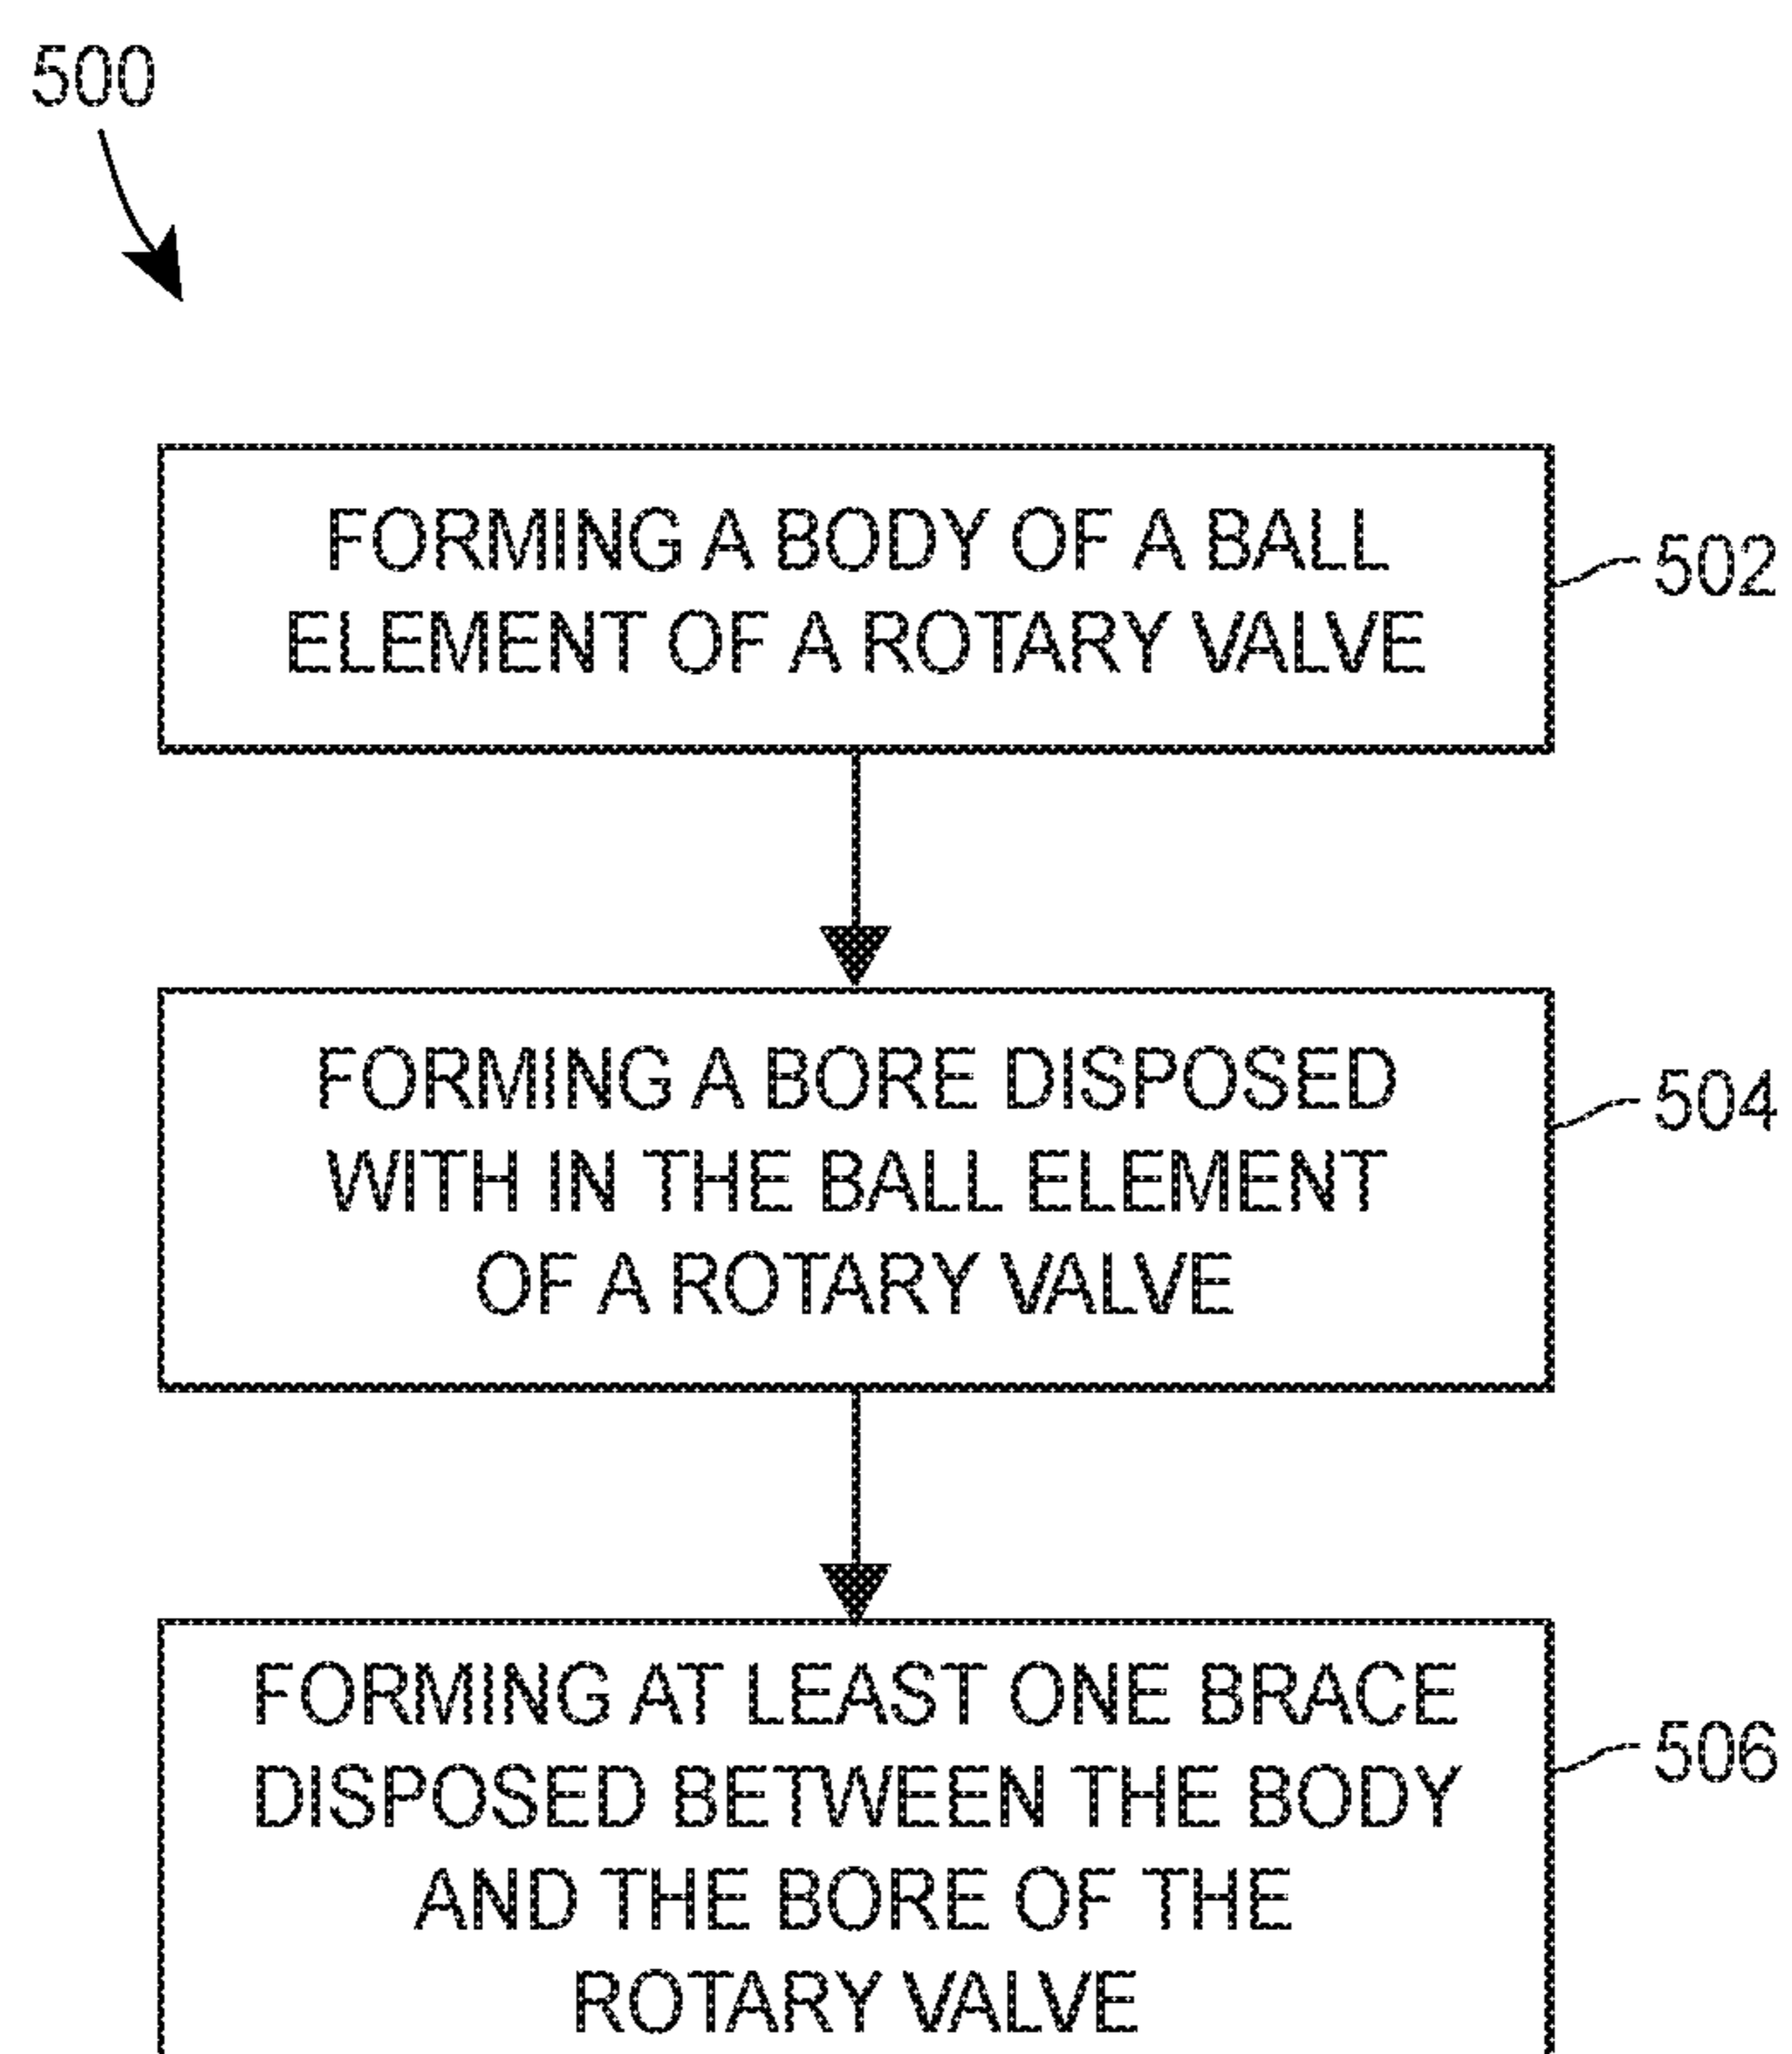 500
FORMING A BODY OF A BALL
ELEMENT OF A ROTARY VALVE
502
FORMING A BORE DISPOSED
WITH IN THE BALL ELEMENT
OF A ROTARY VALVE
504
FORMING AT LEAST ONE BRACE
DISPOSED BETWEEN THE BODY
AND THE BORE OF THE
ROTARY VALVE
506